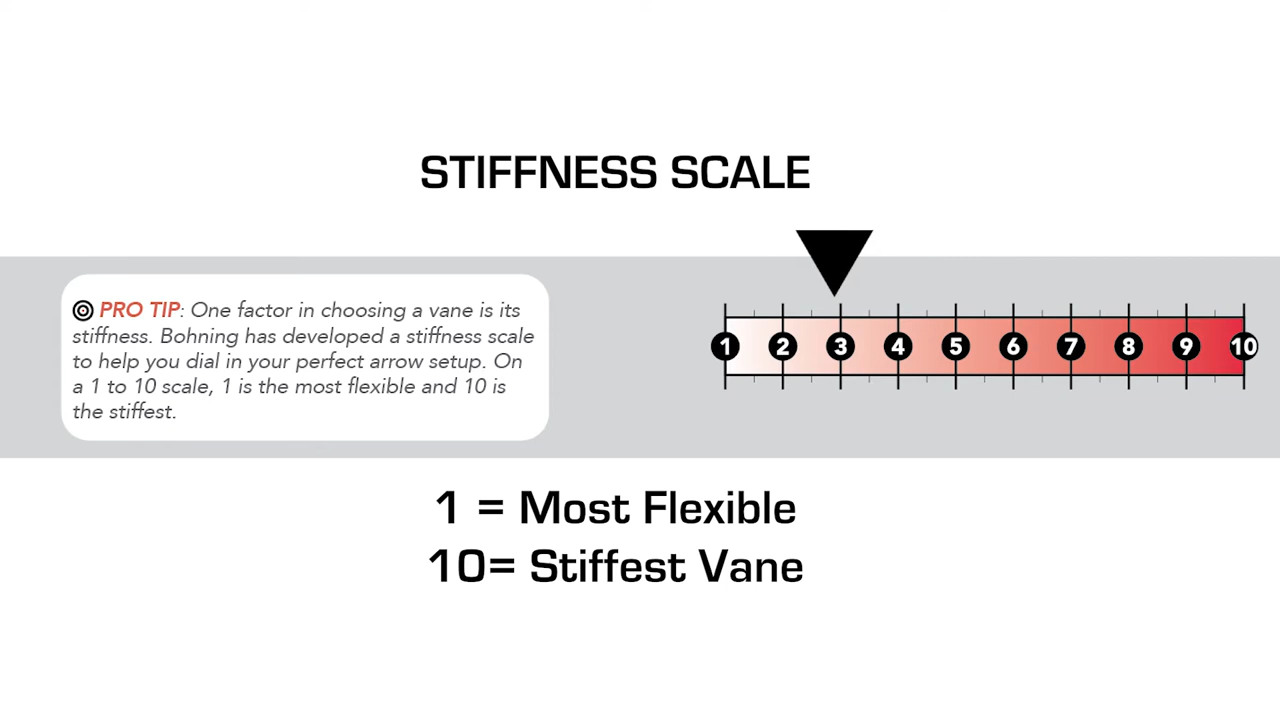 STIFFNESS SCALE
PRO TIP: One factor in choosing a vane is its
stiffness. Bohning has developed a stiffness scale
to help you dial in your perfect arrow setup. On
a 1 to 10 scale, 1 is the most flexible and 10 is
the stiffest.
1 2 3 4 5 6 7 8 9 10
1 = Most Flexible
10= Stiffest Vane